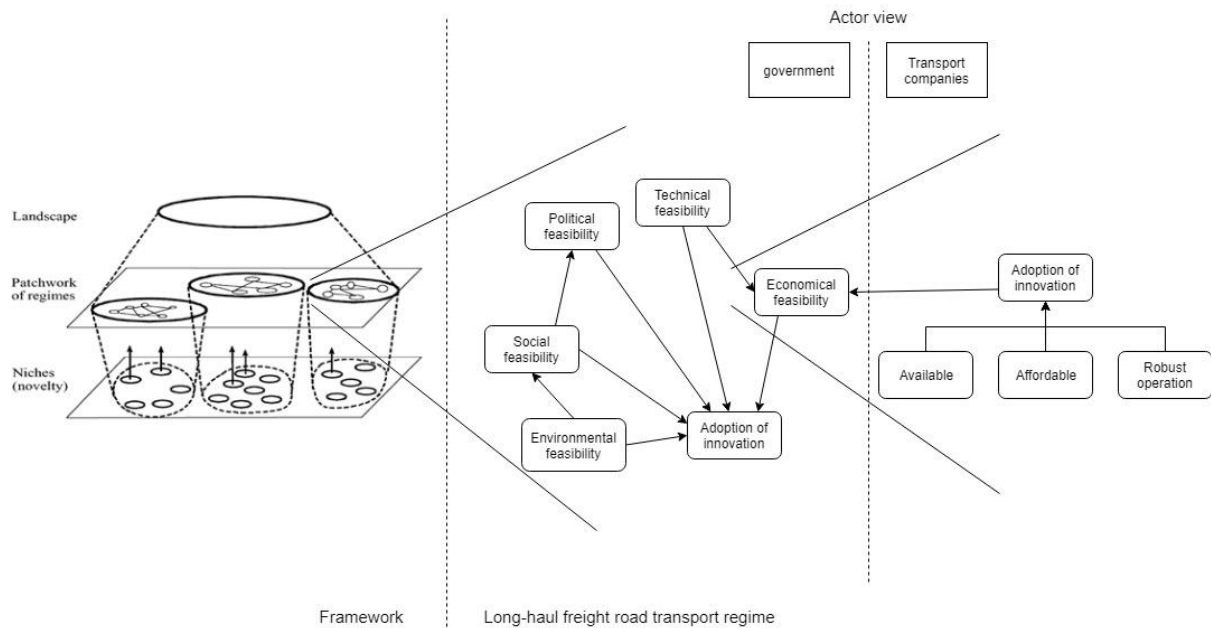 Actor view
government
Transport
companies
Landscape
Patchwork
of regimes
Niches
(novelty)
Political
feasibility
Technical
feasibility
Economical
feasibility
Social
feasibility
Environmental
feasibility
Adoption of
innovation
Adoption of
innovation
Available
Affordable
Robust
operation
Framework
Long-haul freight road transport regime